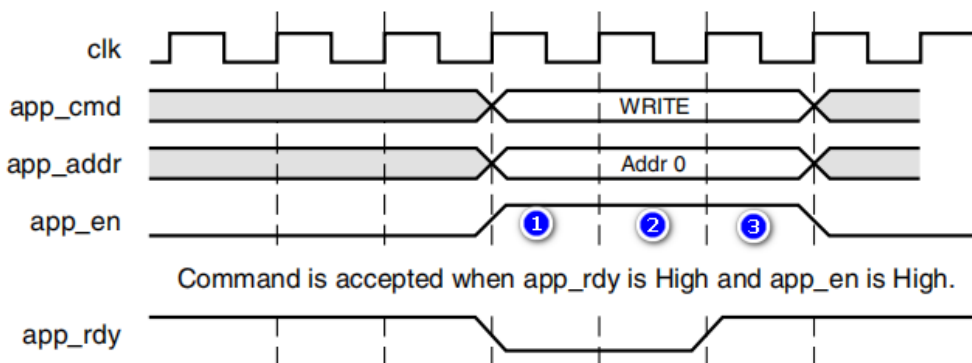 clk
app_cmd WRITE
app_addr Addr 0
app_en 1 2 3
Command is accepted when app_rdy is High and app_en is High.
app_rdy